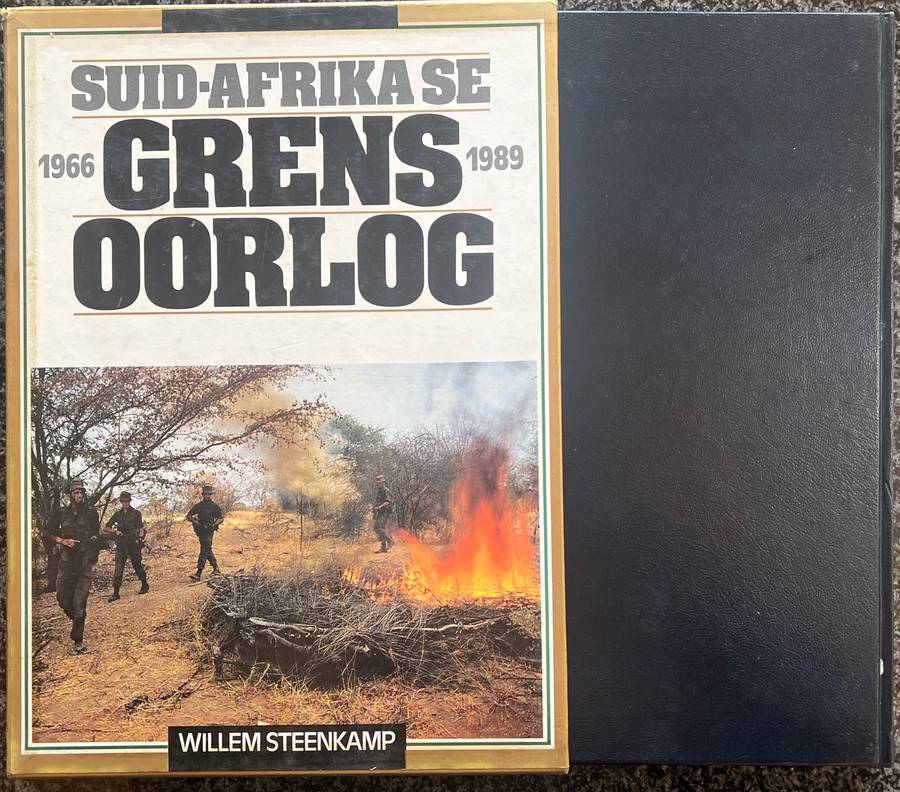 SUID-AFRIKA SE
1966 GRENS 1989
OORLOG
WILLEM STEENKAMP